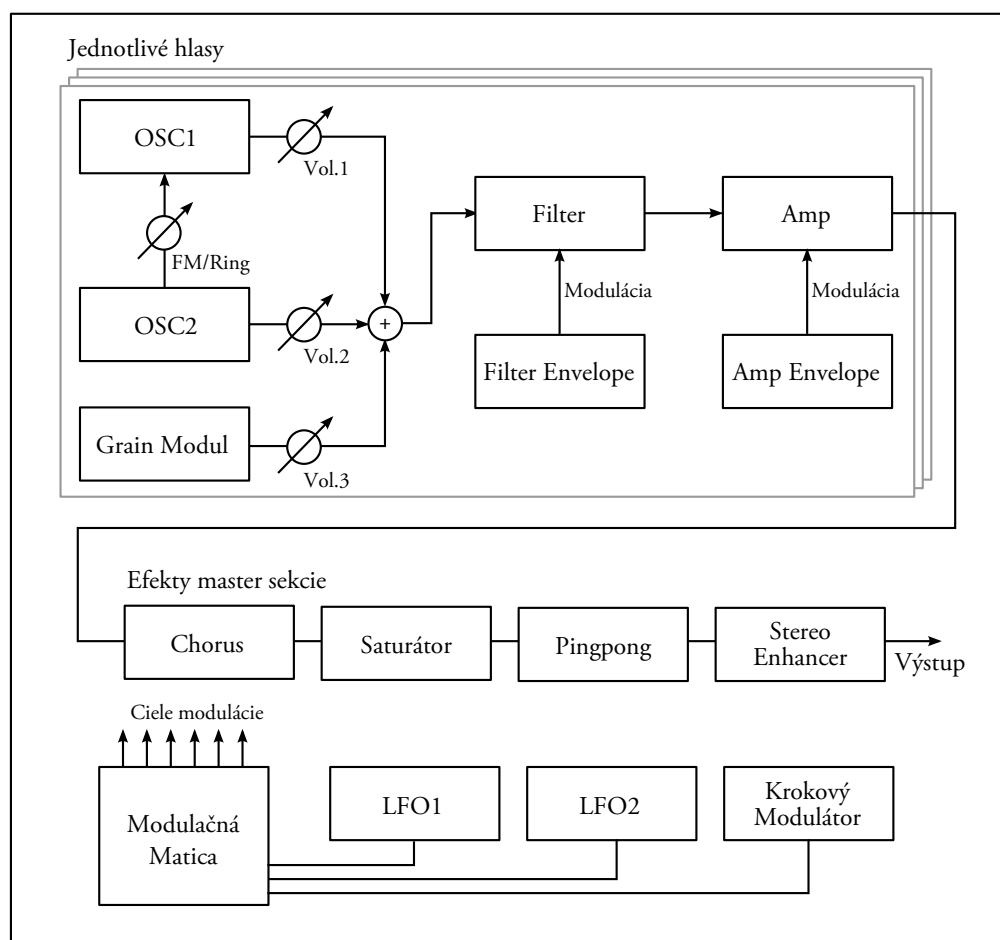 Jednotlivé hlasy
OSC1
Vol.1
FM/Ring
OSC2
Vol.2
+
Grain Modul
Vol.3
Filter
Modulácia
Filter Envelope
Amp
Modulácia
Amp Envelope
Efekty master sekcie
Chorus
Saturátor
Pingpong
Stereo
Enhancer
Výstup
Ciele modulácie
Modulačná
Matica
LFO1
LFO2
Krokový
Modulátor